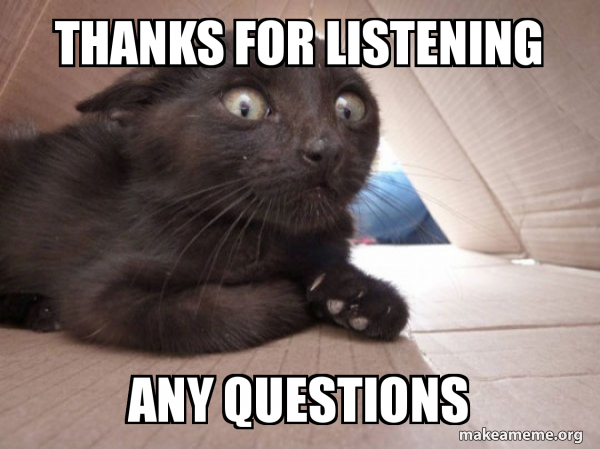 THANKS FOR LISTENING
ANY QUESTIONS
makeameme.org